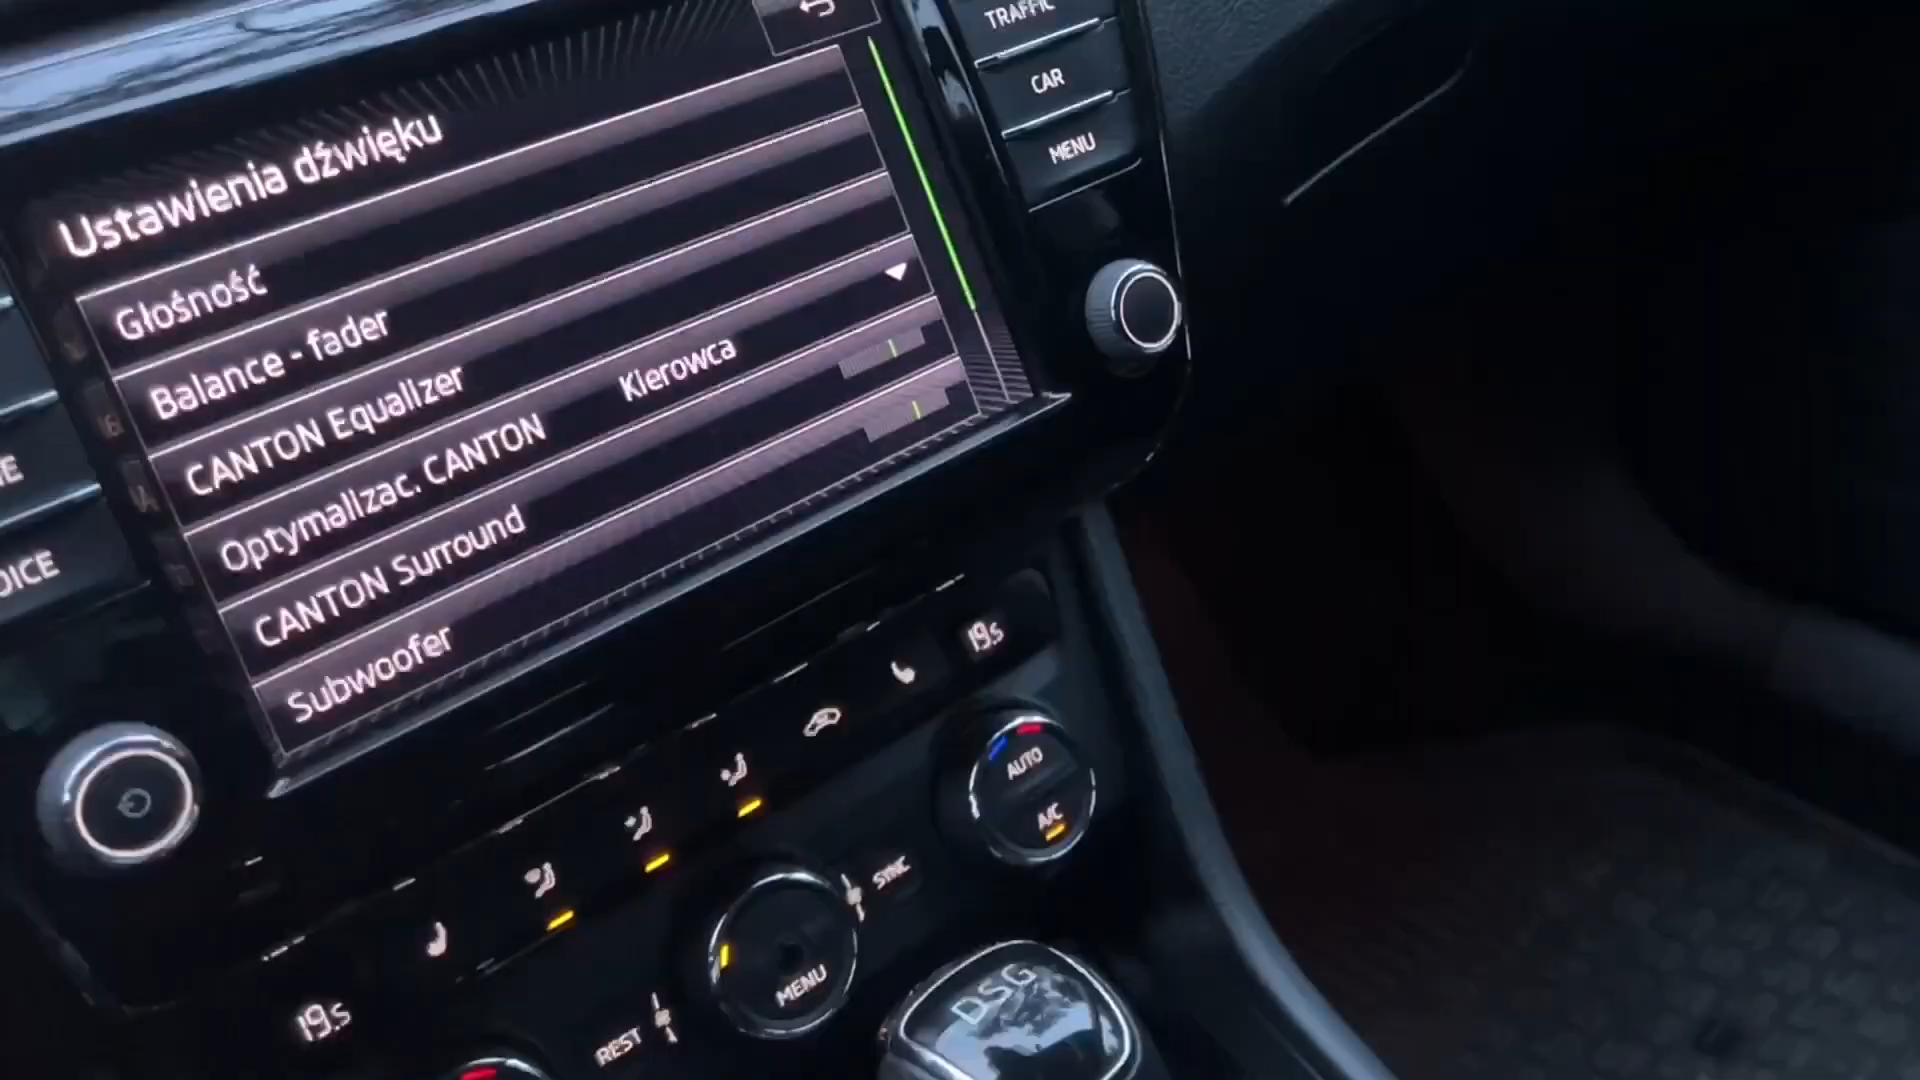 TRAFFIC
CAR
MENU
Ustawienia dźwięku
Głośność
Balance - fader
CANTON Equalizer
Optymalizac. CANTON Kierowca
CANTON Surround
Subwoofer
OICE
19.5
AUTO
A/C
SYNC
MENU
REST
19.5
DSG